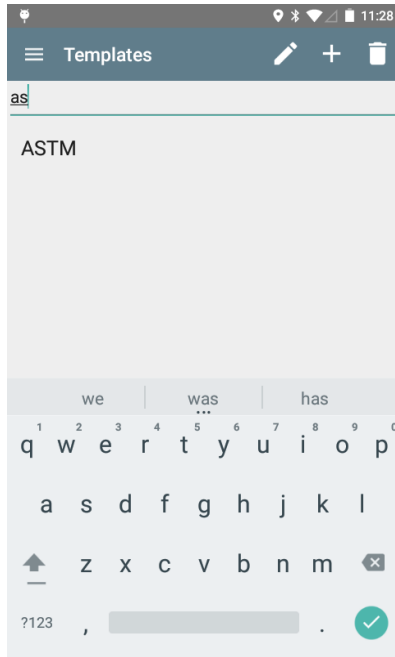 11:28
Templates
as
ASTM
we was has
1 2 3 4 5 6 7 8 9 0
q w e r t y u i o p
a s d f g h j k l
z x c v b n m
?123 , .